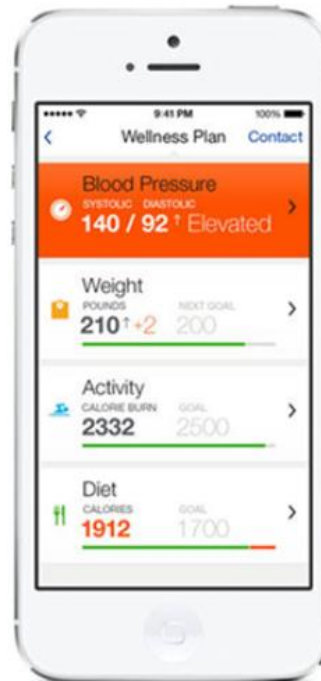 9:41 PM 100%
Wellness Plan Contact
Blood Pressure
SYSTOLIC DIASTOLIC
140 / 92 ↑ Elevated
Weight
POUNDS NEXT GOAL
210 ↑ +2 200
Activity
CALORIE BURN GOAL
2332 2500
Diet
CALORIES GOAL
1912 1700